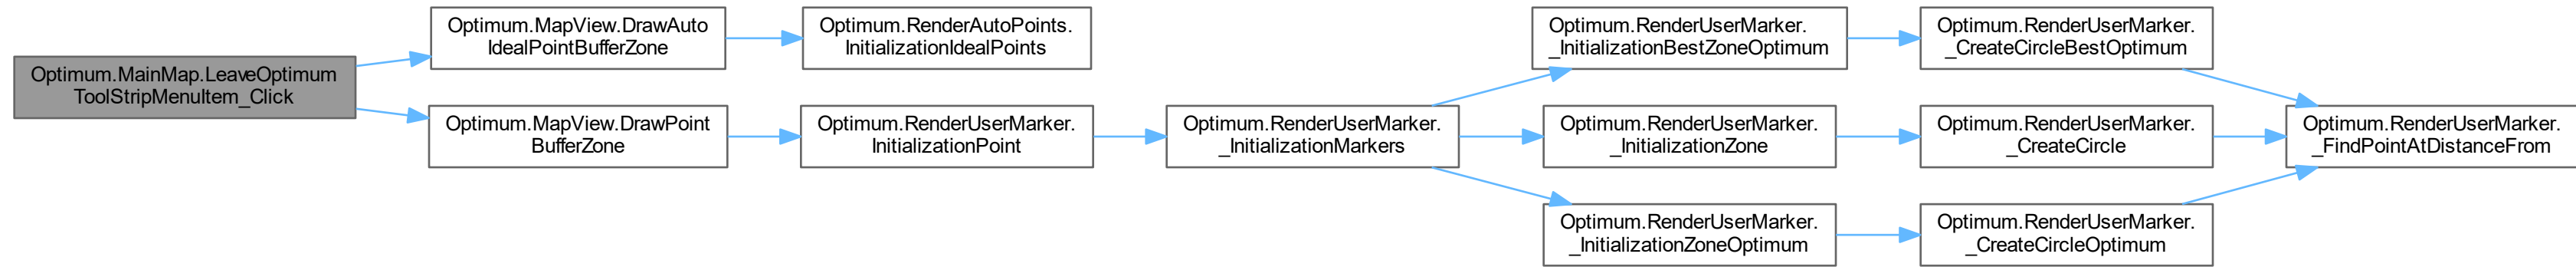 Optimum.MainMap.LeaveOptimum
ToolStripMenuItem_Click
Optimum.MapView.DrawAuto
IdealPointBufferZone
Optimum.RenderAutoPoints.
InitializationIdealPoints
Optimum.MapView.DrawPoint
BufferZone
Optimum.RenderUserMarker.
InitializationPoint
Optimum.RenderUserMarker.
_InitializationMarkers
Optimum.RenderUserMarker.
_InitializationBestZoneOptimum
Optimum.RenderUserMarker.
_CreateCircleBestOptimum
Optimum.RenderUserMarker.
_InitializationZone
Optimum.RenderUserMarker.
_CreateCircle
Optimum.RenderUserMarker.
_FindPointAtDistanceFrom
Optimum.RenderUserMarker.
_InitializationZoneOptimum
Optimum.RenderUserMarker.
_CreateCircleOptimum